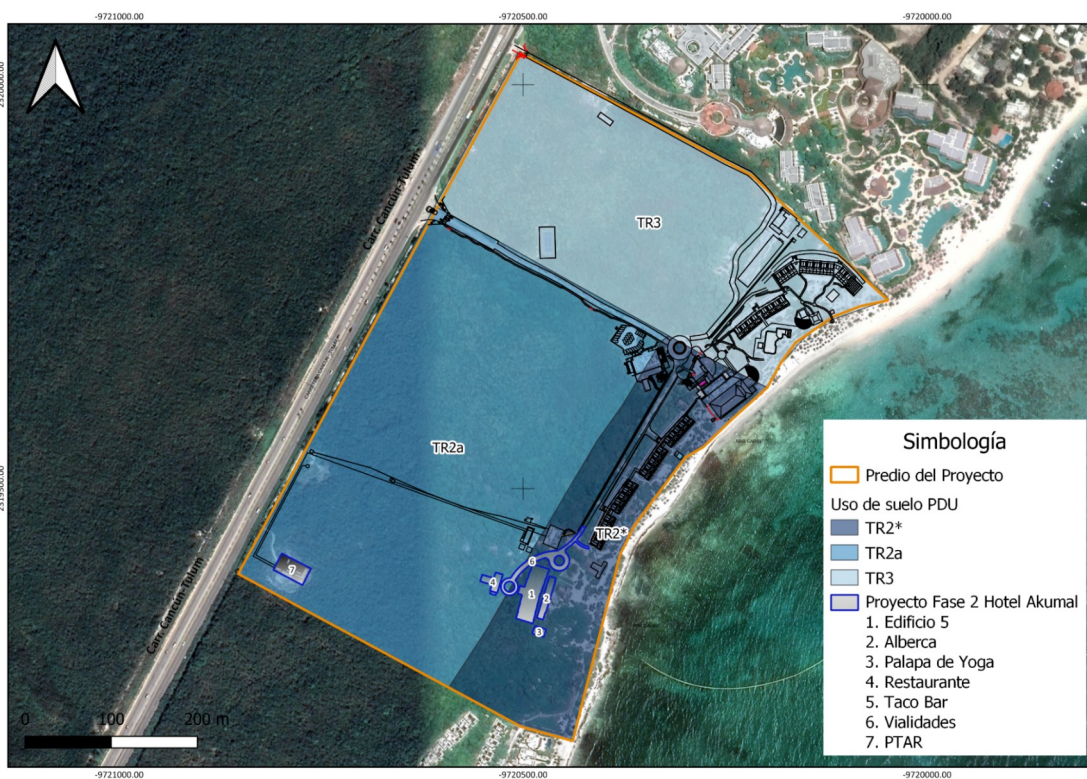 -9721000.00
-9720500.00
-9720000.00
2320000.00
Carr. Cancún-Tulum
TR3
TR2a
2319500.00
TR2*
6
4
1
2
3
7
Carr. Cancún-Tulum
0 100 200 m
Simbología
Predio del Proyecto
Uso de suelo PDU
TR2*
TR2a
TR3
Proyecto Fase 2 Hotel Akumal
1. Edificio 5
2. Alberca
3. Palapa de Yoga
4. Restaurante
5. Taco Bar
6. Vialidades
7. PTAR
-9721000.00
-9720500.00
-9720000.00